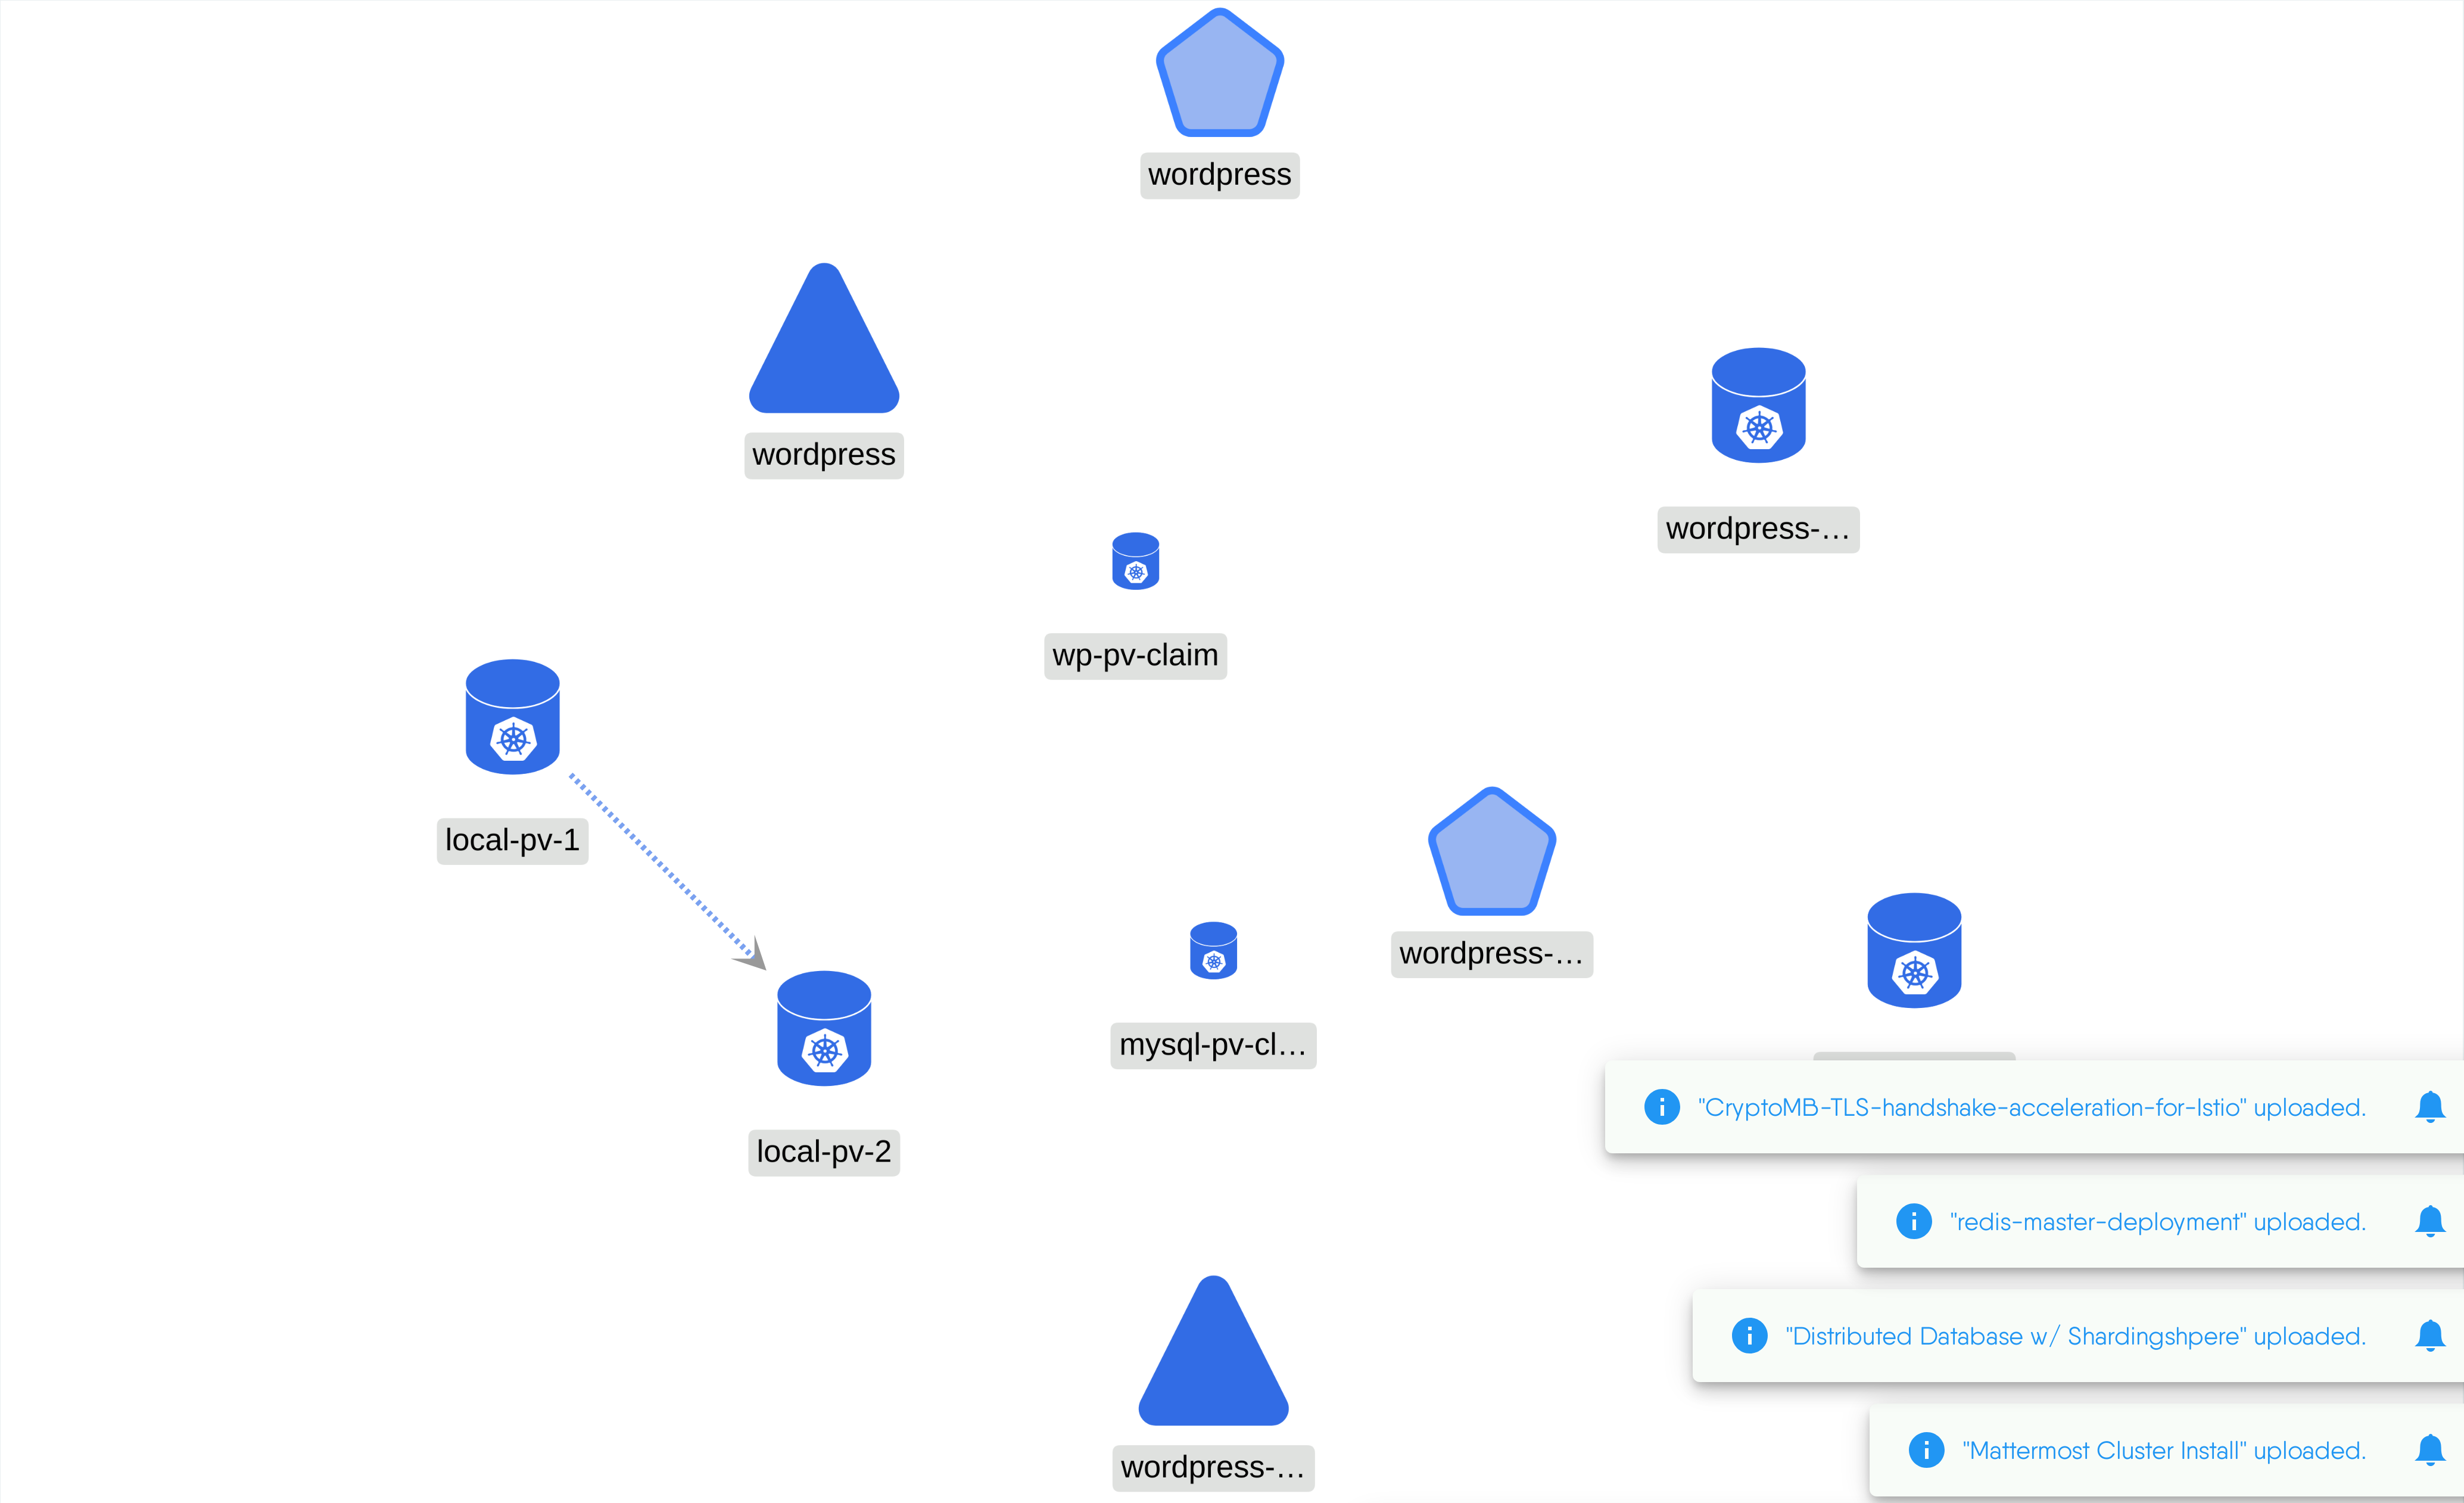 wordpress
wordpress
wordpress-…
wp-pv-claim
local-pv-1
wordpress-…
mysql-pv-cl…
local-pv-2
"CryptoMB-TLS-handshake-acceleration-for-Istio" uploaded.
"redis-master-deployment" uploaded.
"Distributed Database w/ Shardingshpere" uploaded.
"Mattermost Cluster Install" uploaded.
wordpress-…